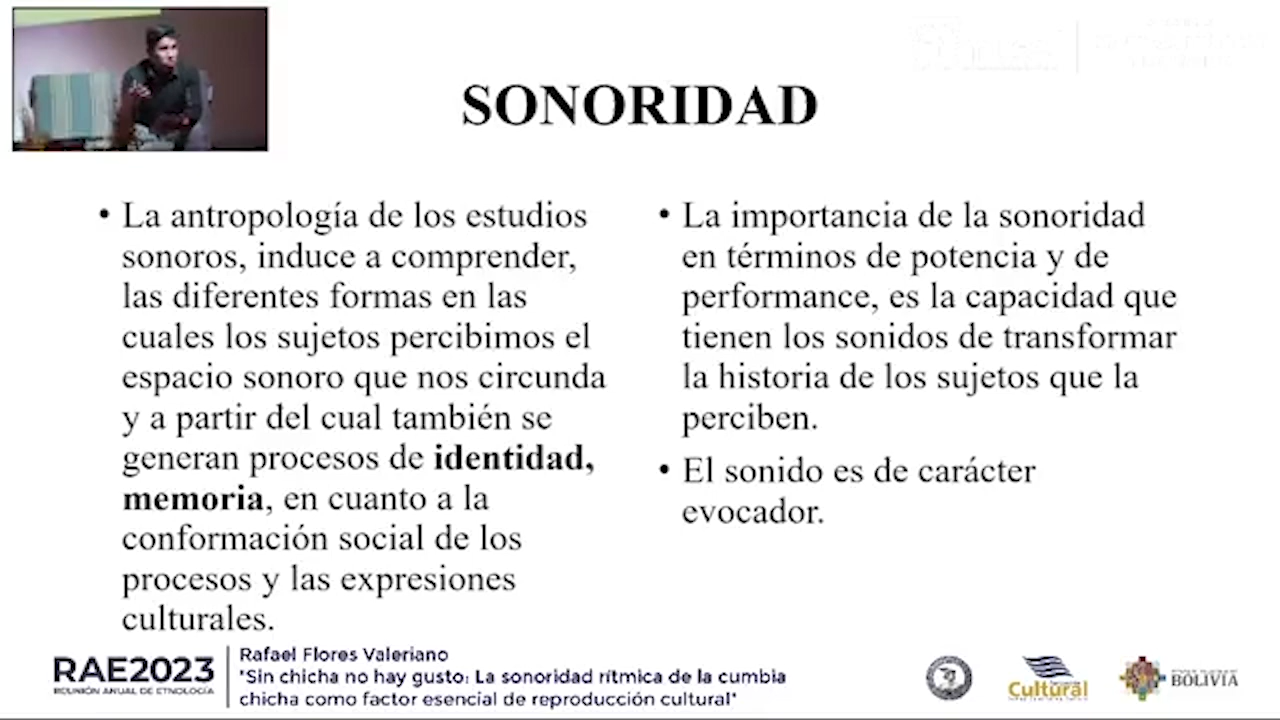 SONORIDAD
• La antropología de los estudios
sonoros, induce a comprender,
las diferentes formas en las
cuales los sujetos percibimos el
espacio sonoro que nos circunda
y a partir del cual también se
generan procesos de identidad,
memoria, en cuanto a la
conformación social de los
procesos y las expresiones
culturales.
• La importancia de la sonoridad
en términos de potencia y de
performance, es la capacidad que
tienen los sonidos de transformar
la historia de los sujetos que la
perciben.
• El sonido es de carácter
evocador.
RAE2023
REUNIÓN ANUAL DE ETNOLOGÍA
Rafael Flores Valeriano
"Sin chicha no hay gusto: La sonoridad rítmica de la cumbia
chicha como factor esencial de reproducción cultural"
Cultural
BOLIVIA